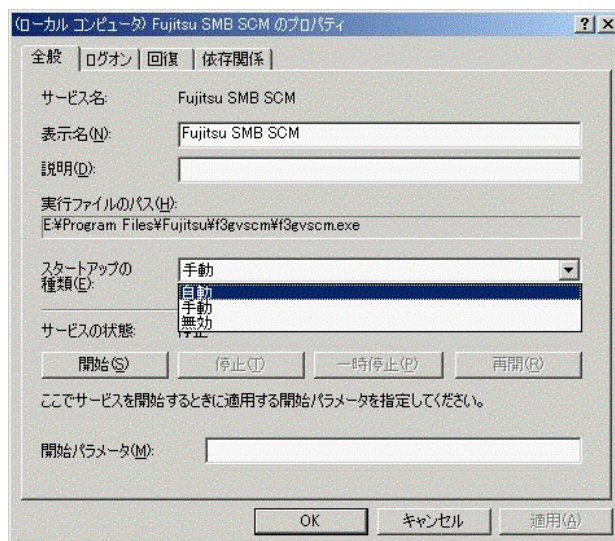 (ローカル コンピュータ) Fujitsu SMB SCM のプロパティ
全般 ログオン 回復 依存関係
サービス名: Fujitsu SMB SCM
表示名(N): Fujitsu SMB SCM
説明(D):
実行ファイルのパス(H):
E:¥Program Files¥Fujitsu¥f3gvscm¥f3gvscm.exe
スタートアップの
種類(E): 手動
自動
手動
無効
サービスの状態: 停止
開始(S) 停止(T) 一時停止(P) 再開(R)
ここでサービスを開始するときに適用する開始パラメータを指定してください。
開始パラメータ(M):
OK キャンセル 適用(A)